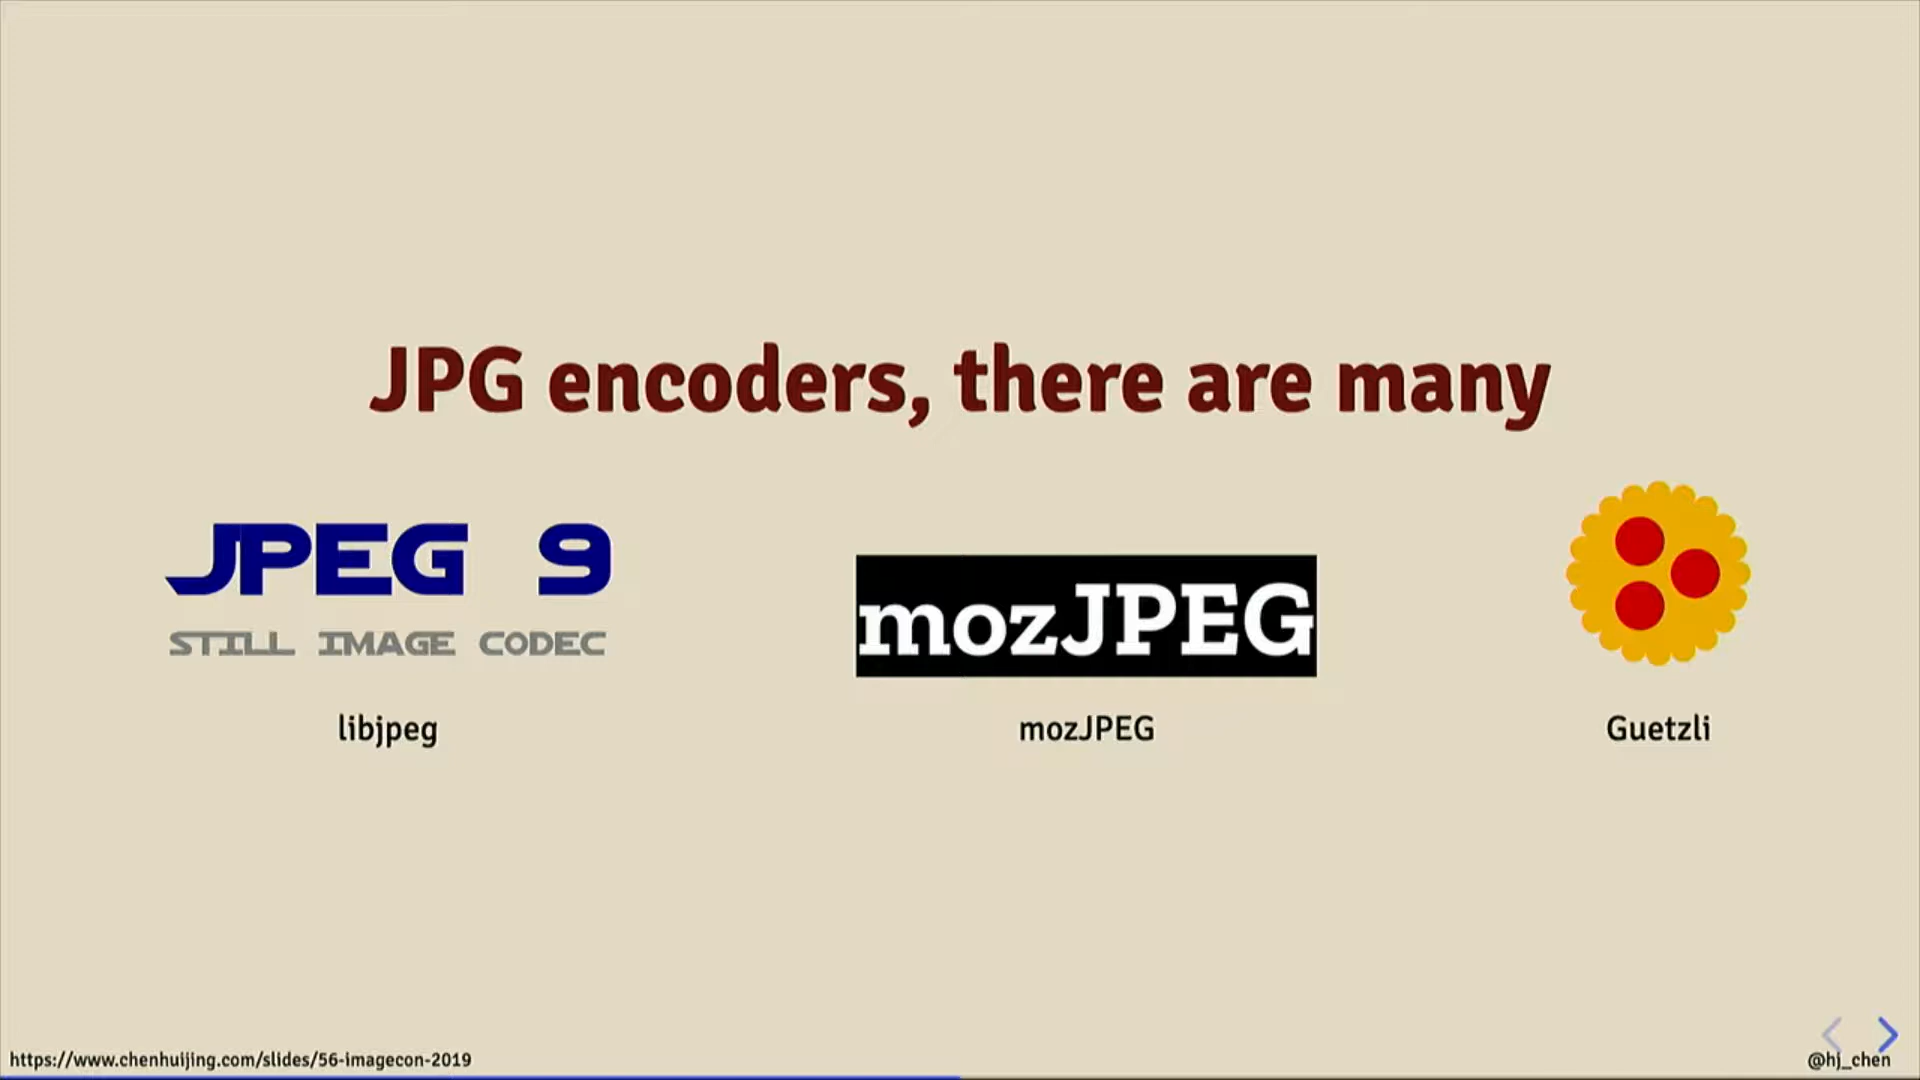 JPG encoders, there are many
JPEG 9
STILL IMAGE CODEC
mozJPEG
libjpeg
mozJPEG
Guetzli
https://www.chenhuijing.com/slides/56-imagecon-2019
@hj_chen